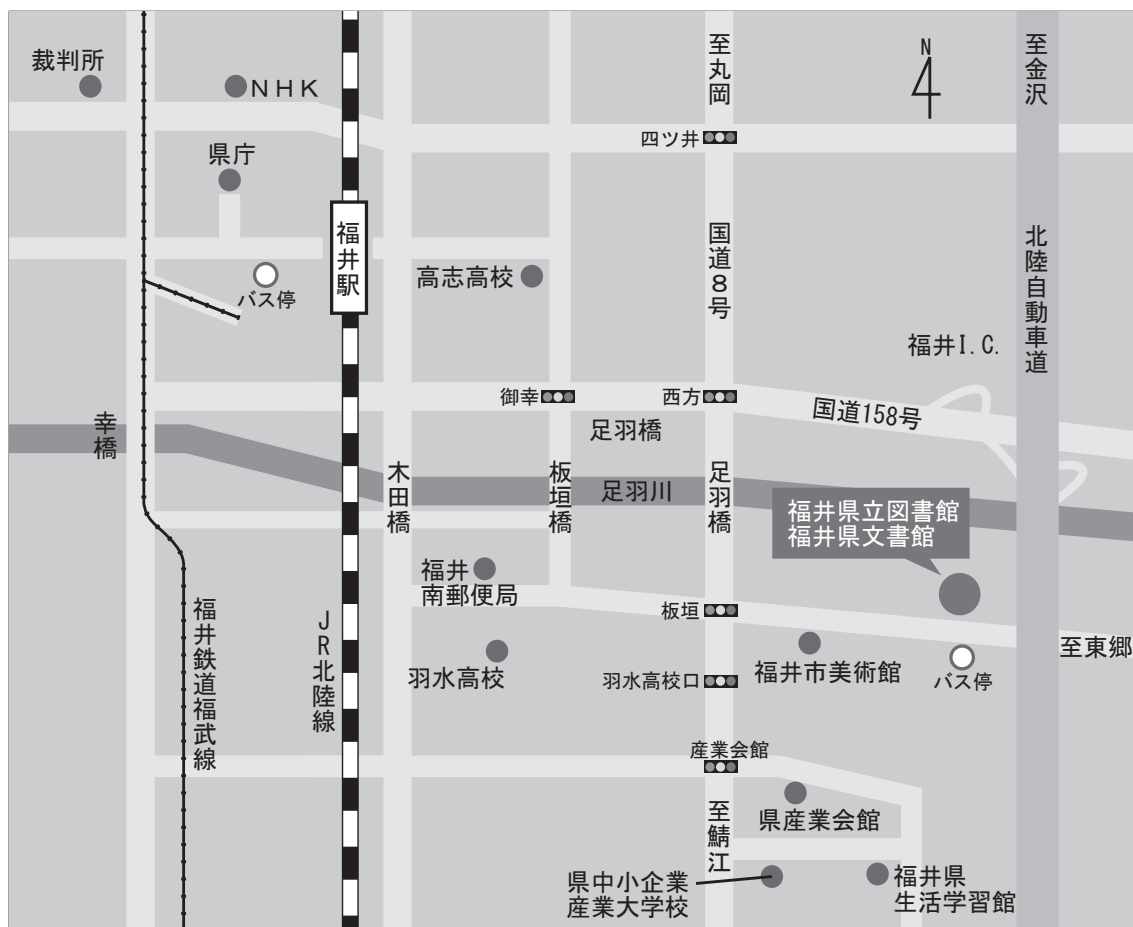 裁判所
NHK
至丸岡
N
至金沢
四ツ井
県庁
福井駅
バス停
高志高校
国道8号
北陸自動車道
福井I.C.
幸橋
御幸
西方
国道158号
足羽橋
木田橋
板垣橋
足羽川
足羽橋
福井県立図書館
福井県文書館
福井
南郵便局
板垣
至東郷
福井鉄道福武線
JR北陸線
羽水高校
羽水高校口
福井市美術館
バス停
産業会館
県産業会館
至鯖江
県中小企業
産業大学校
福井県
生活学習館